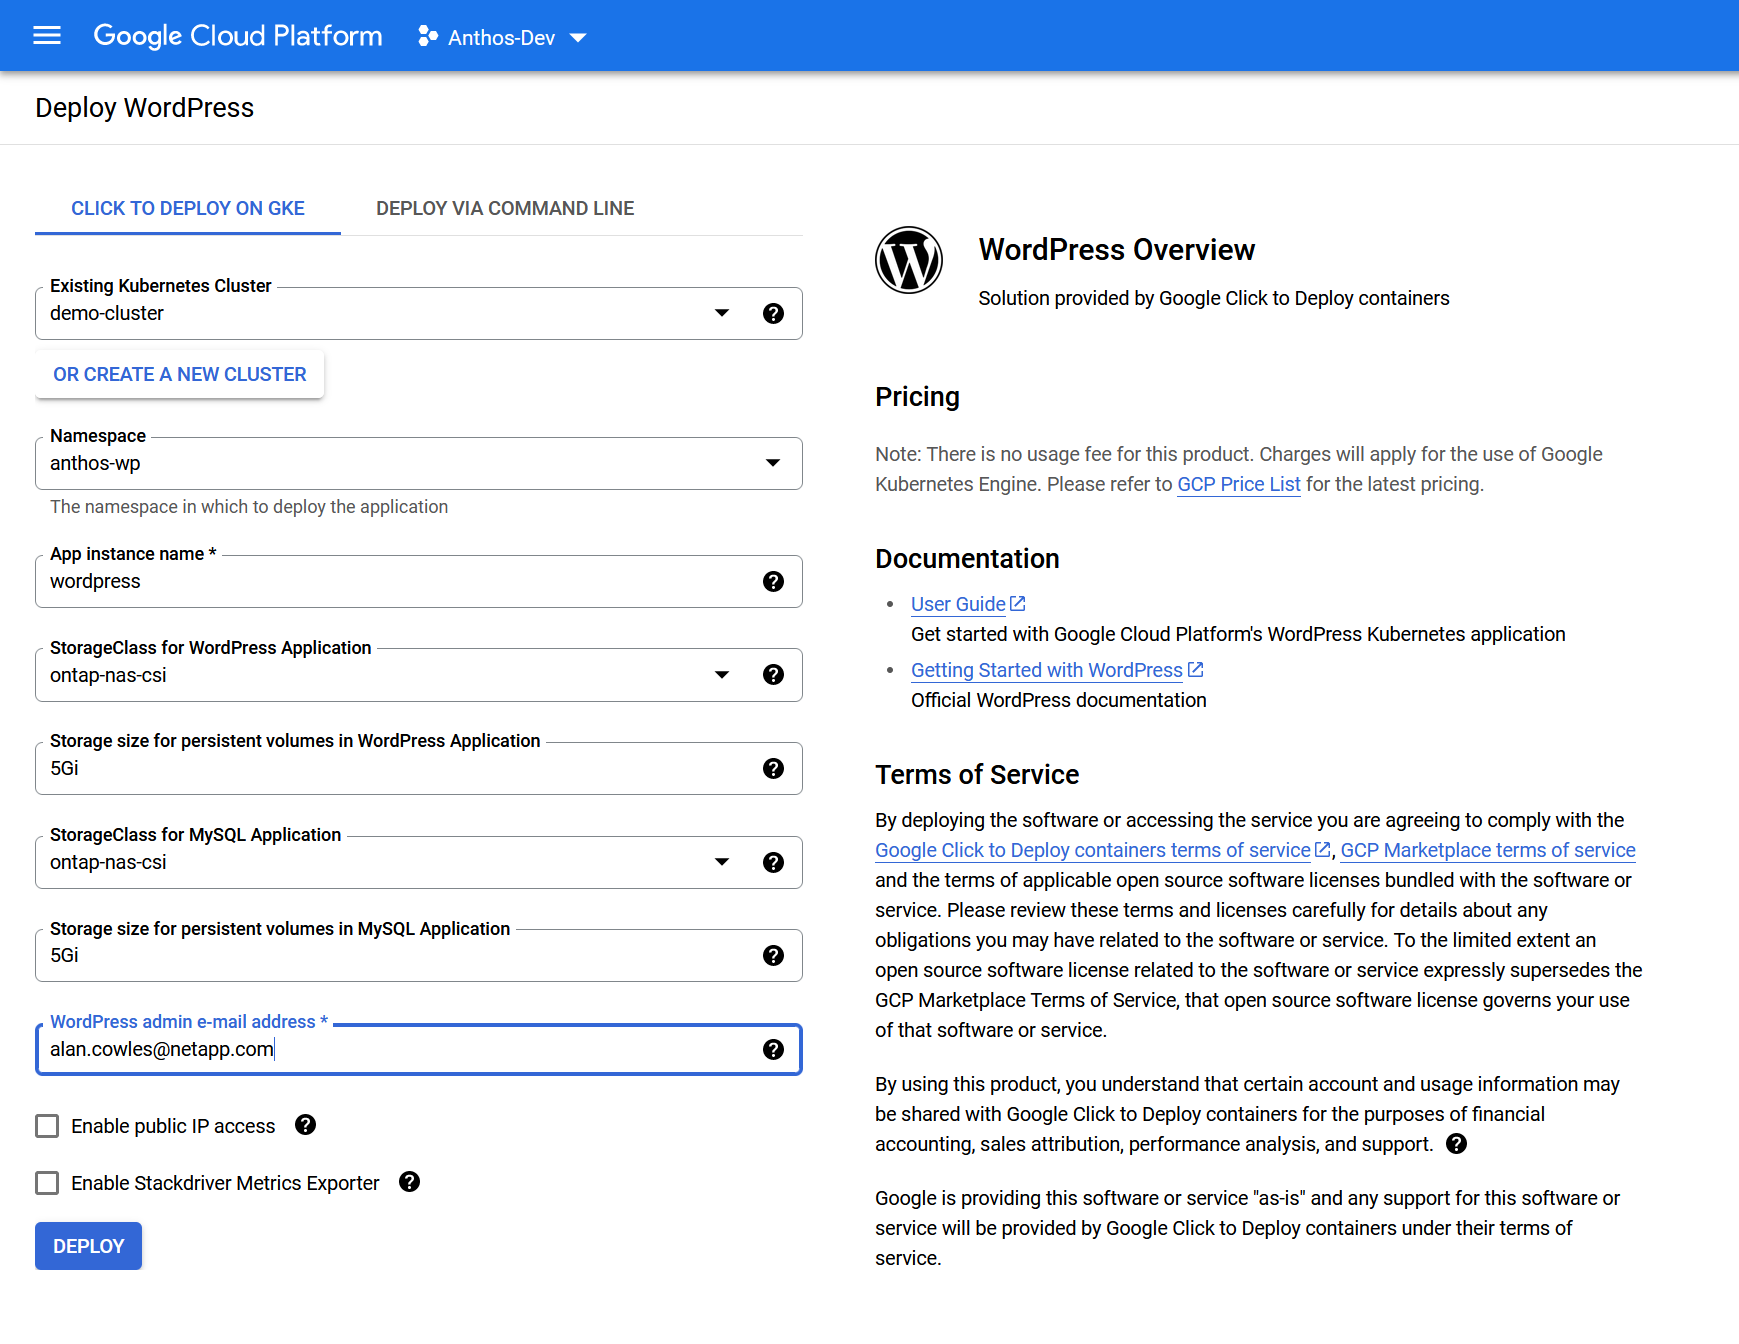 Google Cloud Platform
Anthos-Dev
Deploy WordPress
CLICK TO DEPLOY ON GKE
DEPLOY VIA COMMAND LINE
Existing Kubernetes Cluster
demo-cluster
OR CREATE A NEW CLUSTER
Namespace
anthos-wp
The namespace in which to deploy the application
App instance name *
wordpress
StorageClass for WordPress Application
ontap-nas-csi
Storage size for persistent volumes in WordPress Application
5Gi
StorageClass for MySQL Application
ontap-nas-csi
Storage size for persistent volumes in MySQL Application
5Gi
WordPress admin e-mail address *
alan.cowles@netapp.com
Enable public IP access
Enable Stackdriver Metrics Exporter
DEPLOY
WordPress Overview
Solution provided by Google Click to Deploy containers
Pricing
Note: There is no usage fee for this product. Charges will apply for the use of Google
Kubernetes Engine. Please refer to GCP Price List for the latest pricing.
Documentation
• User Guide
Get started with Google Cloud Platform's WordPress Kubernetes application
• Getting Started with WordPress
Official WordPress documentation
Terms of Service
By deploying the software or accessing the service you are agreeing to comply with the
Google Click to Deploy containers terms of service, GCP Marketplace terms of service
and the terms of applicable open source software licenses bundled with the software or
service. Please review these terms and licenses carefully for details about any
obligations you may have related to the software or service. To the limited extent an
open source software license related to the software or service expressly supersedes the
GCP Marketplace Terms of Service, that open source software license governs your use
of that software or service.
By using this product, you understand that certain account and usage information may
be shared with Google Click to Deploy containers for the purposes of financial
accounting, sales attribution, performance analysis, and support.
Google is providing this software or service "as-is" and any support for this software or
service will be provided by Google Click to Deploy containers under their terms of
service.